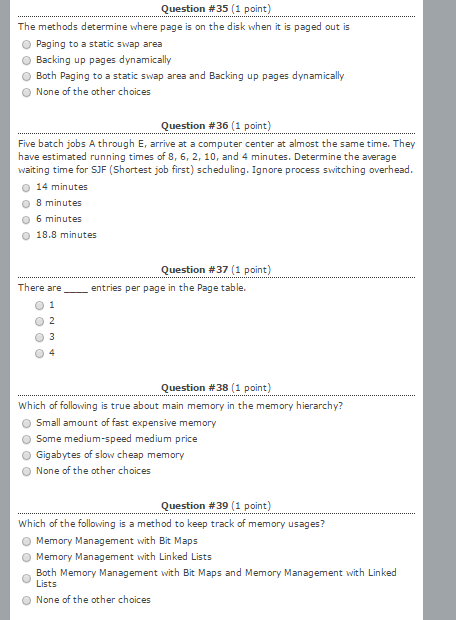 Question #35 (1 point)
The methods determine where page is on the disk when it is paged out is
Paging to a static swap area
Backing up pages dynamically
Both Paging to a static swap area and Backing up pages dynamically
None of the other choices
Question #36 (1 point)
Five batch jobs A through E, arrive at a computer center at almost the same time. They
have estimated running times of 8, 6, 2, 10, and 4 minutes. Determine the average
waiting time for SJF (Shortest job first) scheduling. Ignore process switching overhead.
14 minutes
8 minutes
6 minutes
18.8 minutes
Question #37 (1 point)
There are _____ entries per page in the Page table.
1
2
3
4
Question #38 (1 point)
Which of following is true about main memory in the memory hierarchy?
Small amount of fast expensive memory
Some medium-speed medium price
Gigabytes of slow cheap memory
None of the other choices
Question #39 (1 point)
Which of the following is a method to keep track of memory usages?
Memory Management with Bit Maps
Memory Management with Linked Lists
Both Memory Management with Bit Maps and Memory Management with Linked
Lists
None of the other choices